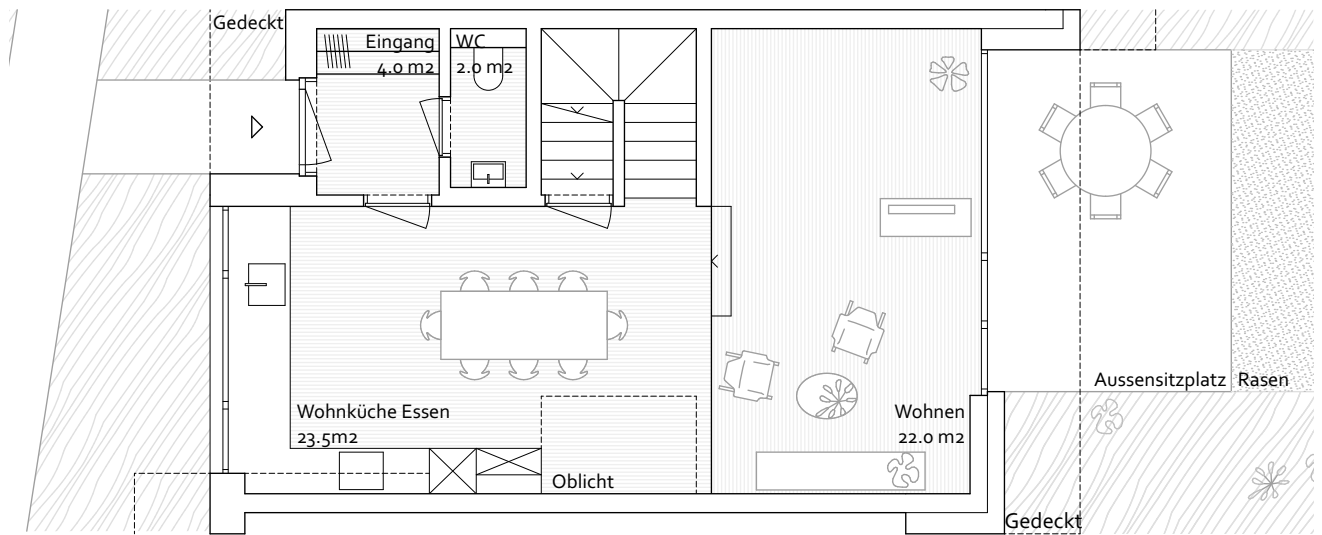 Gedeckt
Eingang
4.0 m2
WC
2.0 m2
Aussensitzplatz
Rasen
Wohnküche Essen
23.5m2
Wohnen
22.0 m2
Oblicht
Gedeckt